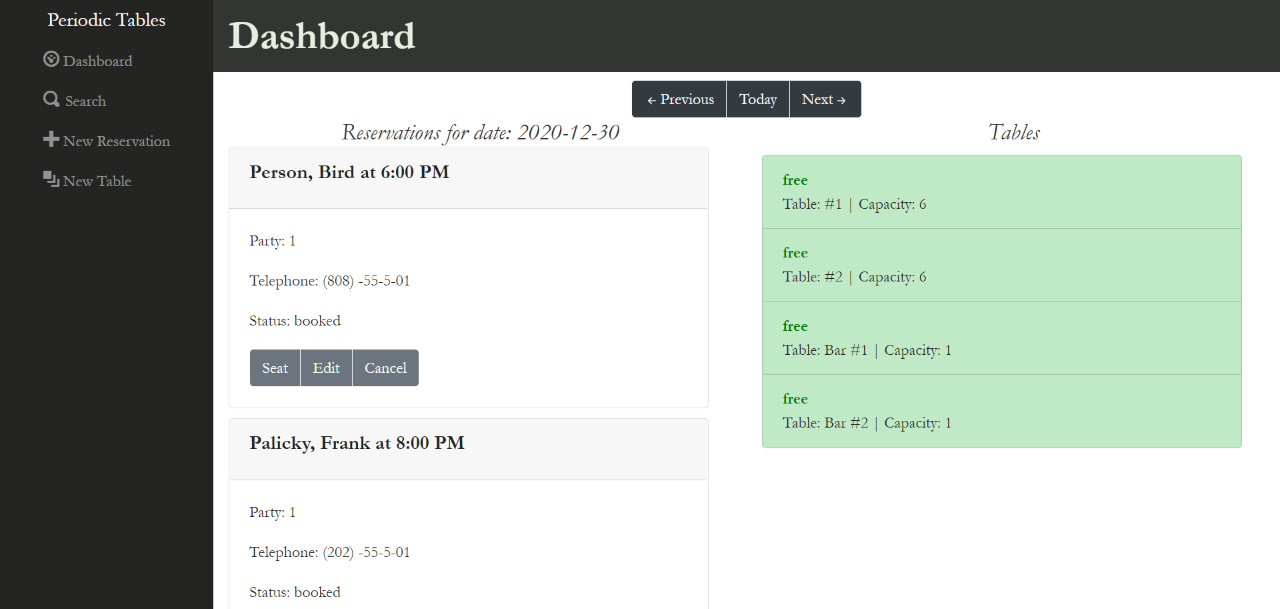 Periodic Tables
Dashboard
Search
New Reservation
New Table
Dashboard
← Previous Today Next →
Reservations for date: 2020-12-30
Person, Bird at 6:00 PM
Party: 1
Telephone: (808) -55-5-01
Status: booked
Seat Edit Cancel
Palicky, Frank at 8:00 PM
Party: 1
Telephone: (202) -55-5-01
Status: booked
Tables
free
Table: #1 | Capacity: 6
free
Table: #2 | Capacity: 6
free
Table: Bar #1 | Capacity: 1
free
Table: Bar #2 | Capacity: 1